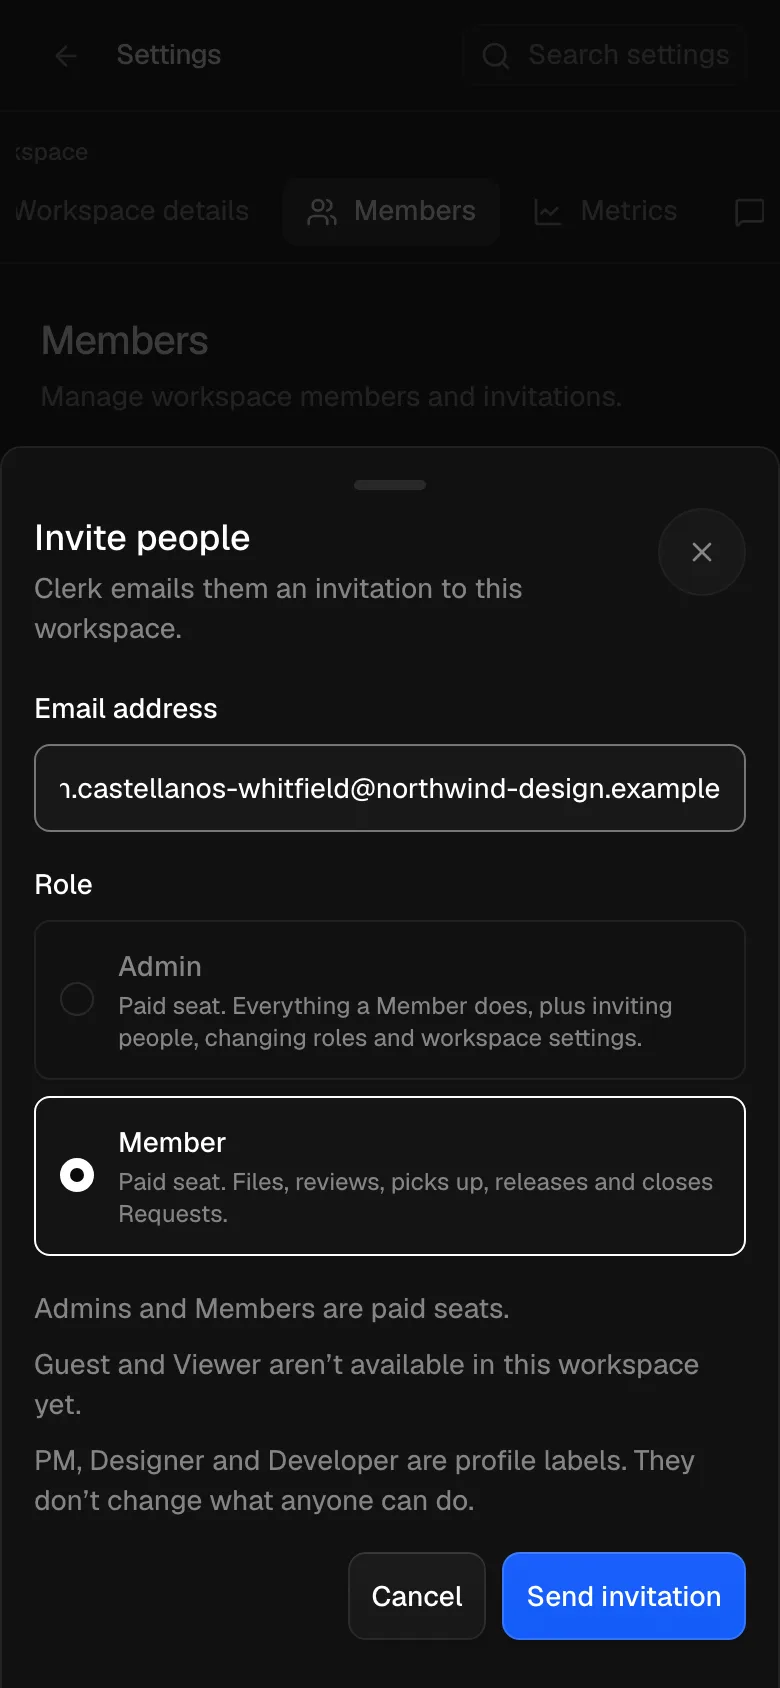 Settings
Search settings
kspace
Workspace details
Members
Metrics
Members
Manage workspace members and invitations.
Invite people
Clerk emails them an invitation to this
workspace.
Email address
n.castellanos-whitfield@northwind-design.example
Role
Admin
Paid seat. Everything a Member does, plus inviting
people, changing roles and workspace settings.
Member
Paid seat. Files, reviews, picks up, releases and closes
Requests.
Admins and Members are paid seats.
Guest and Viewer aren’t available in this workspace
yet.
PM, Designer and Developer are profile labels. They
don’t change what anyone can do.
Cancel
Send invitation